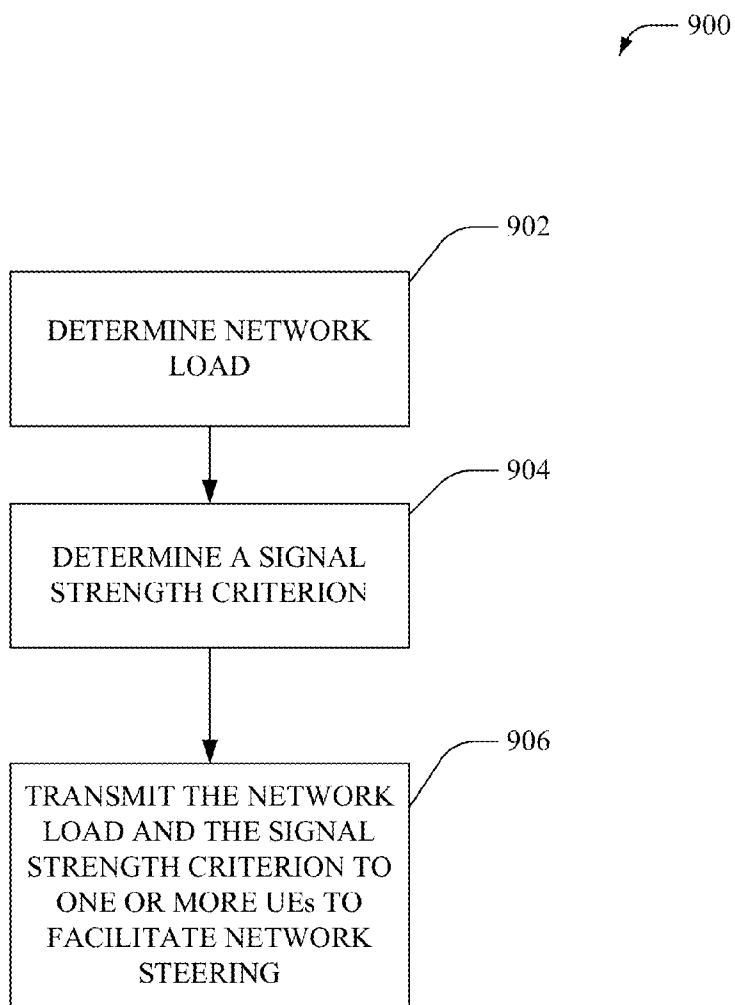 900
902
DETERMINE NETWORK
LOAD
904
DETERMINE A SIGNAL
STRENGTH CRITERION
906
TRANSMIT THE NETWORK
LOAD AND THE SIGNAL
STRENGTH CRITERION TO
ONE OR MORE UEs TO
FACILITATE NETWORK
STEERING